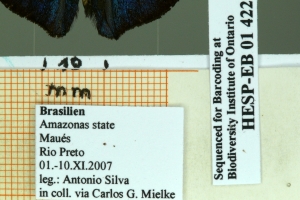 10
mm
Brasilien
Amazonas state
Maués
Rio Preto
01.-10.XI.2007
leg.: Antonio Silva
in coll. via Carlos G. Mielke
Sequenced for Barcoding at
Biodiversity Institute of Ontario
HESP-EB 01 422